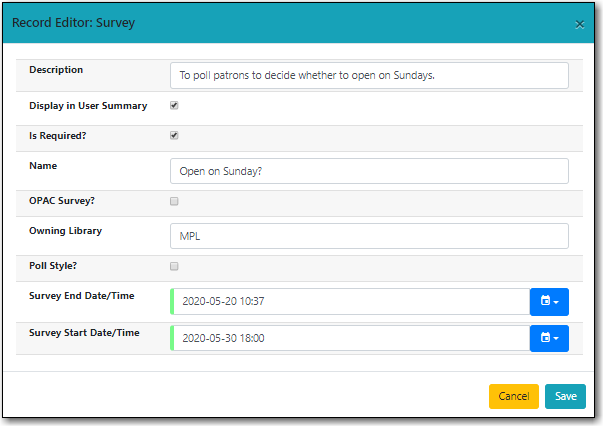 Record Editor: Survey ×
Description To poll patrons to decide whether to open on Sundays.
Display in User Summary
Is Required?
Name Open on Sunday?
OPAC Survey?
Owning Library MPL
Poll Style?
Survey End Date/Time 2020-05-20 10:37
Survey Start Date/Time 2020-05-30 18:00
Cancel Save